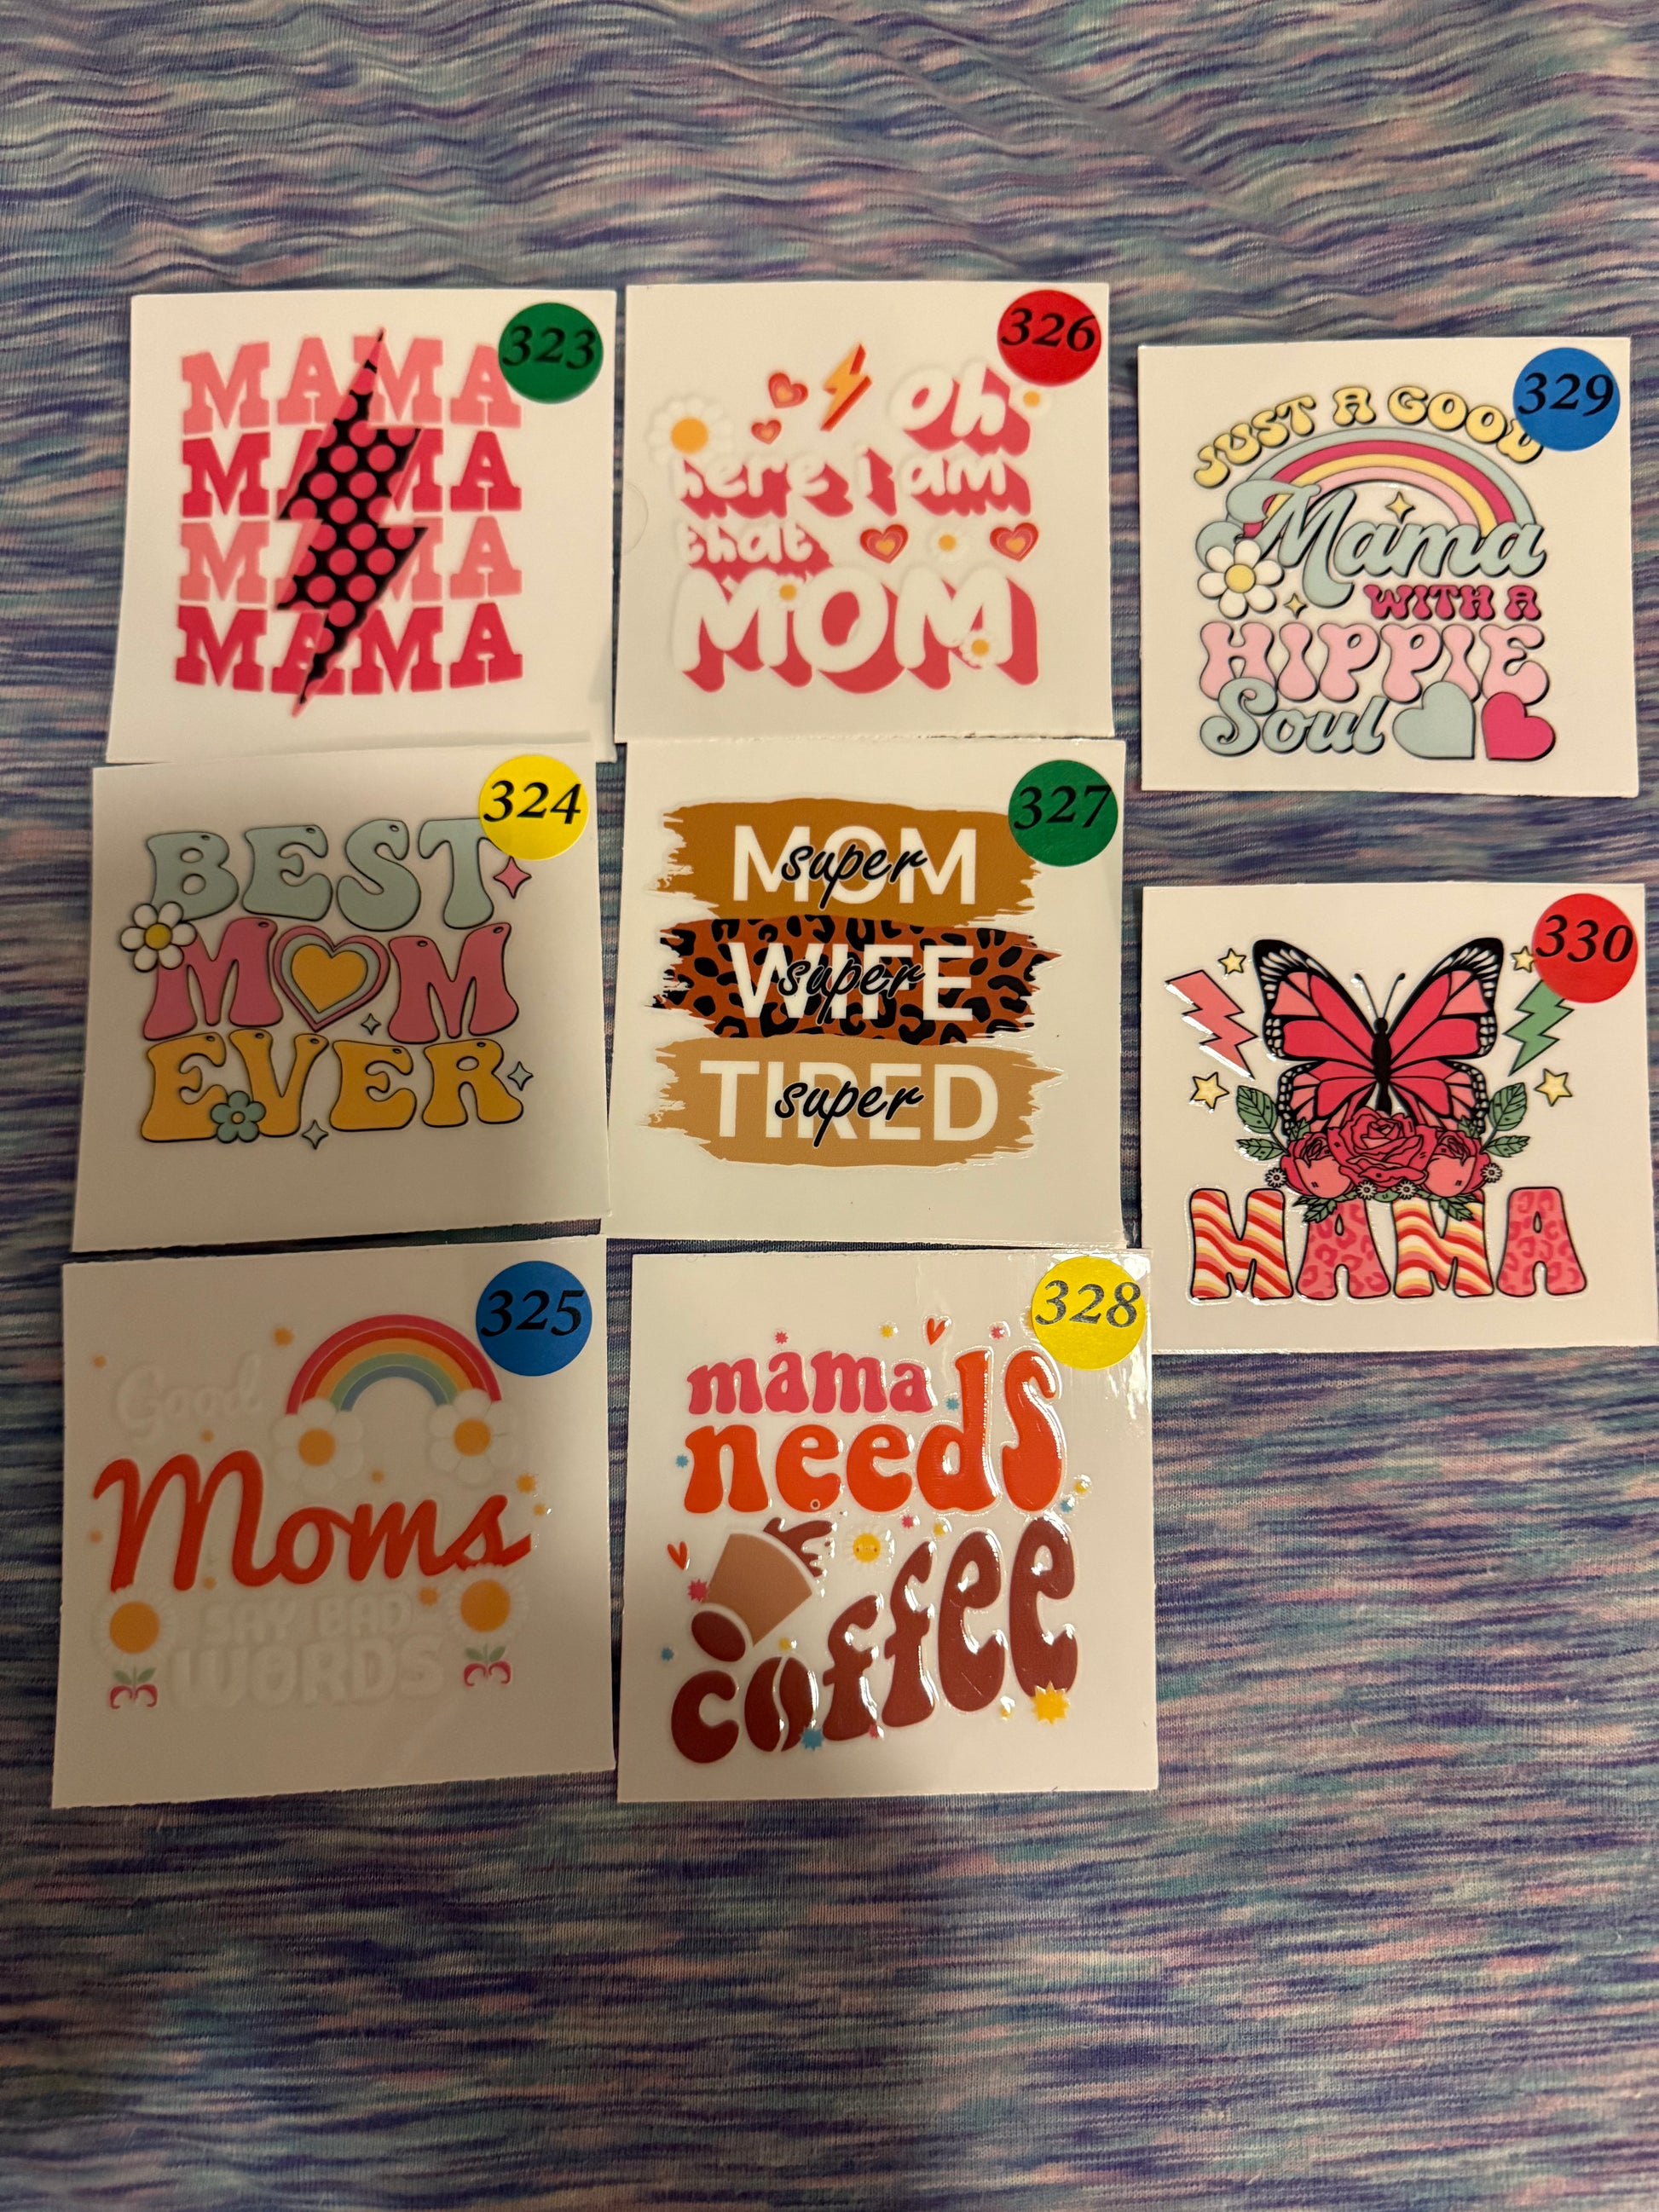 323
MAMA
MAMA
MAMA
MAMA
324
BEST
MOM
EVER
325
Good
Moms
SAY BAD
WORDS
326
oh
here i am
that
MOM
327
MOM
super
WIFE
super
TIRED
super
328
mama
needs
coffee
329
JUST A GOOD
Mama
WITH A
HIPPIE
Soul
330
MAMA